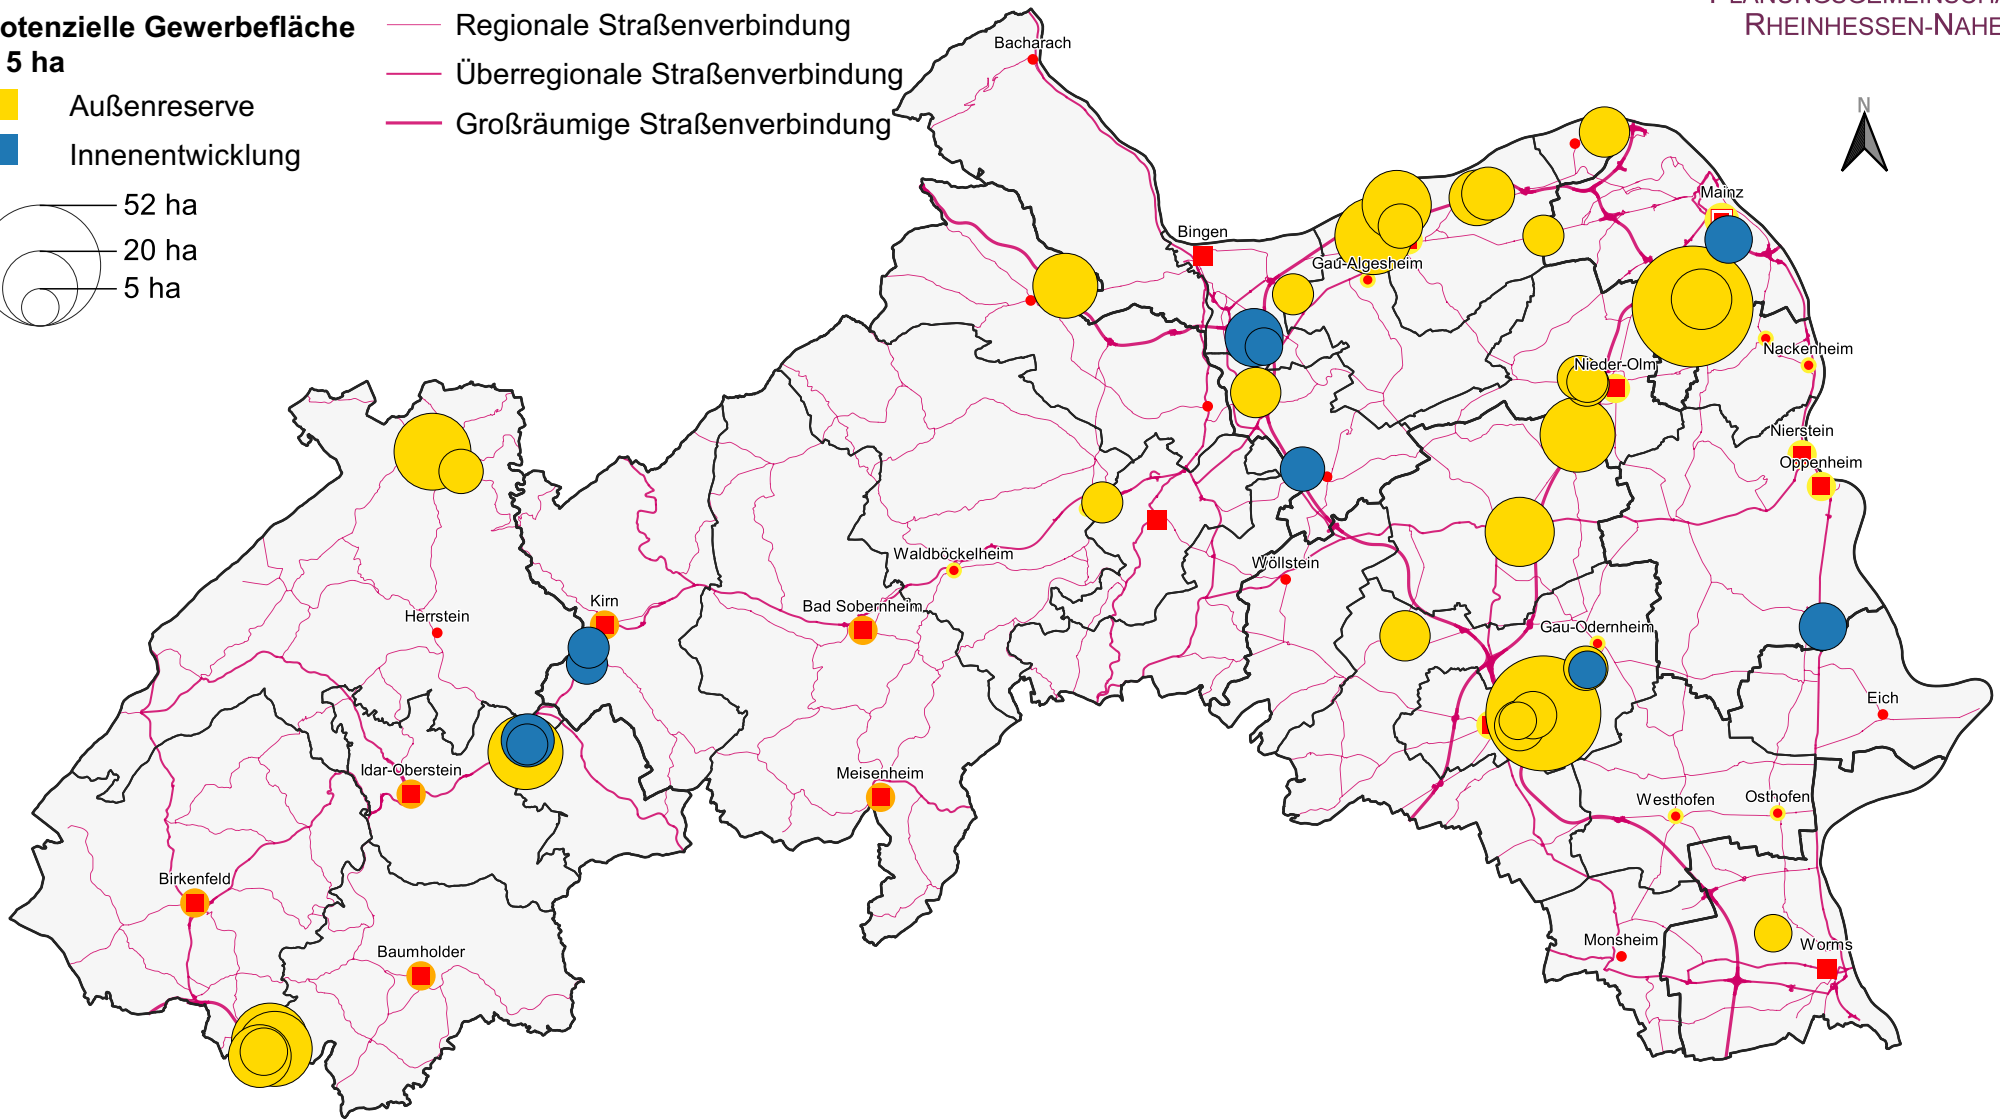 otenzielle Gewerbefläche
5 ha
Außenreserve
Innenentwicklung
52 ha
20 ha
5 ha
Regionale Straßenverbindung
Überregionale Straßenverbindung
Großräumige Straßenverbindung
RHEINHESSEN-NAHE
N
Bacharach
Mainz
Bingen
Gau-Algesheim
Nackenheim
Nieder-Olm
Nierstein
Oppenheim
Waldböckelheim
Wöllstein
Kirn
Bad Sobernheim
Herrstein
Gau-Odernheim
Eich
Idar-Oberstein
Meisenheim
Westhofen
Osthofen
Birkenfeld
Baumholder
Monsheim
Worms